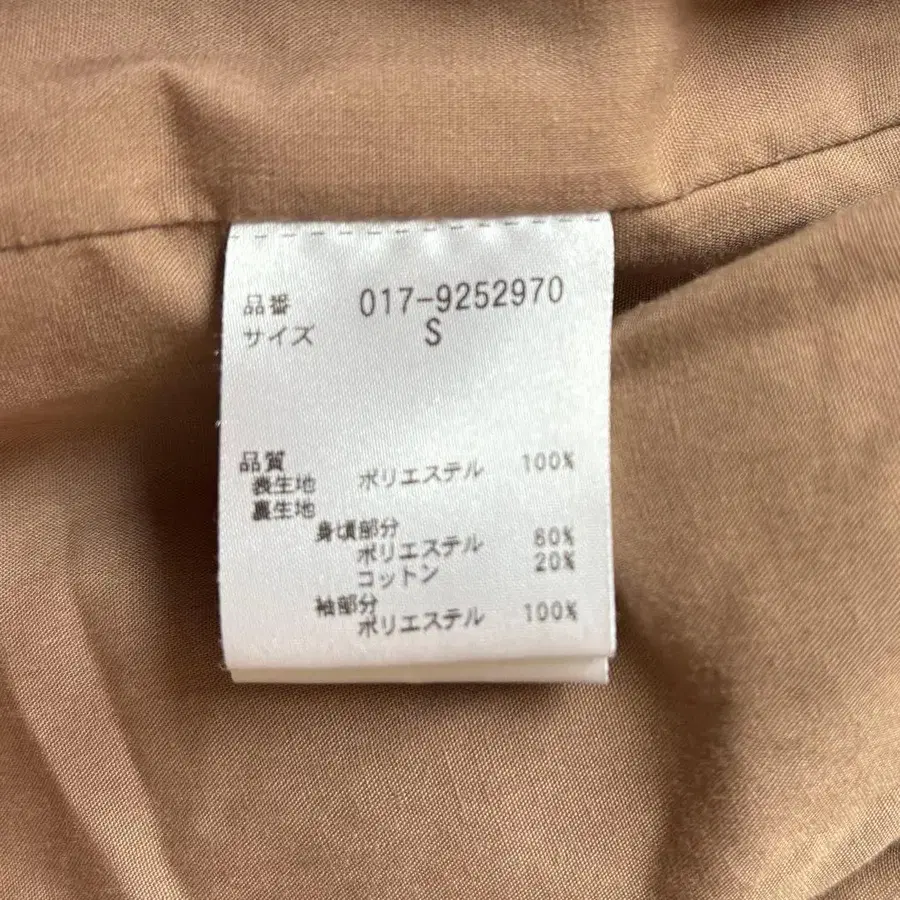 品番 017-9252970
サイズ S
品質
表生地 ポリエステル 100%
裏生地
身頃部分
ポリエステル 80%
コットン 20%
袖部分
ポリエステル 100%